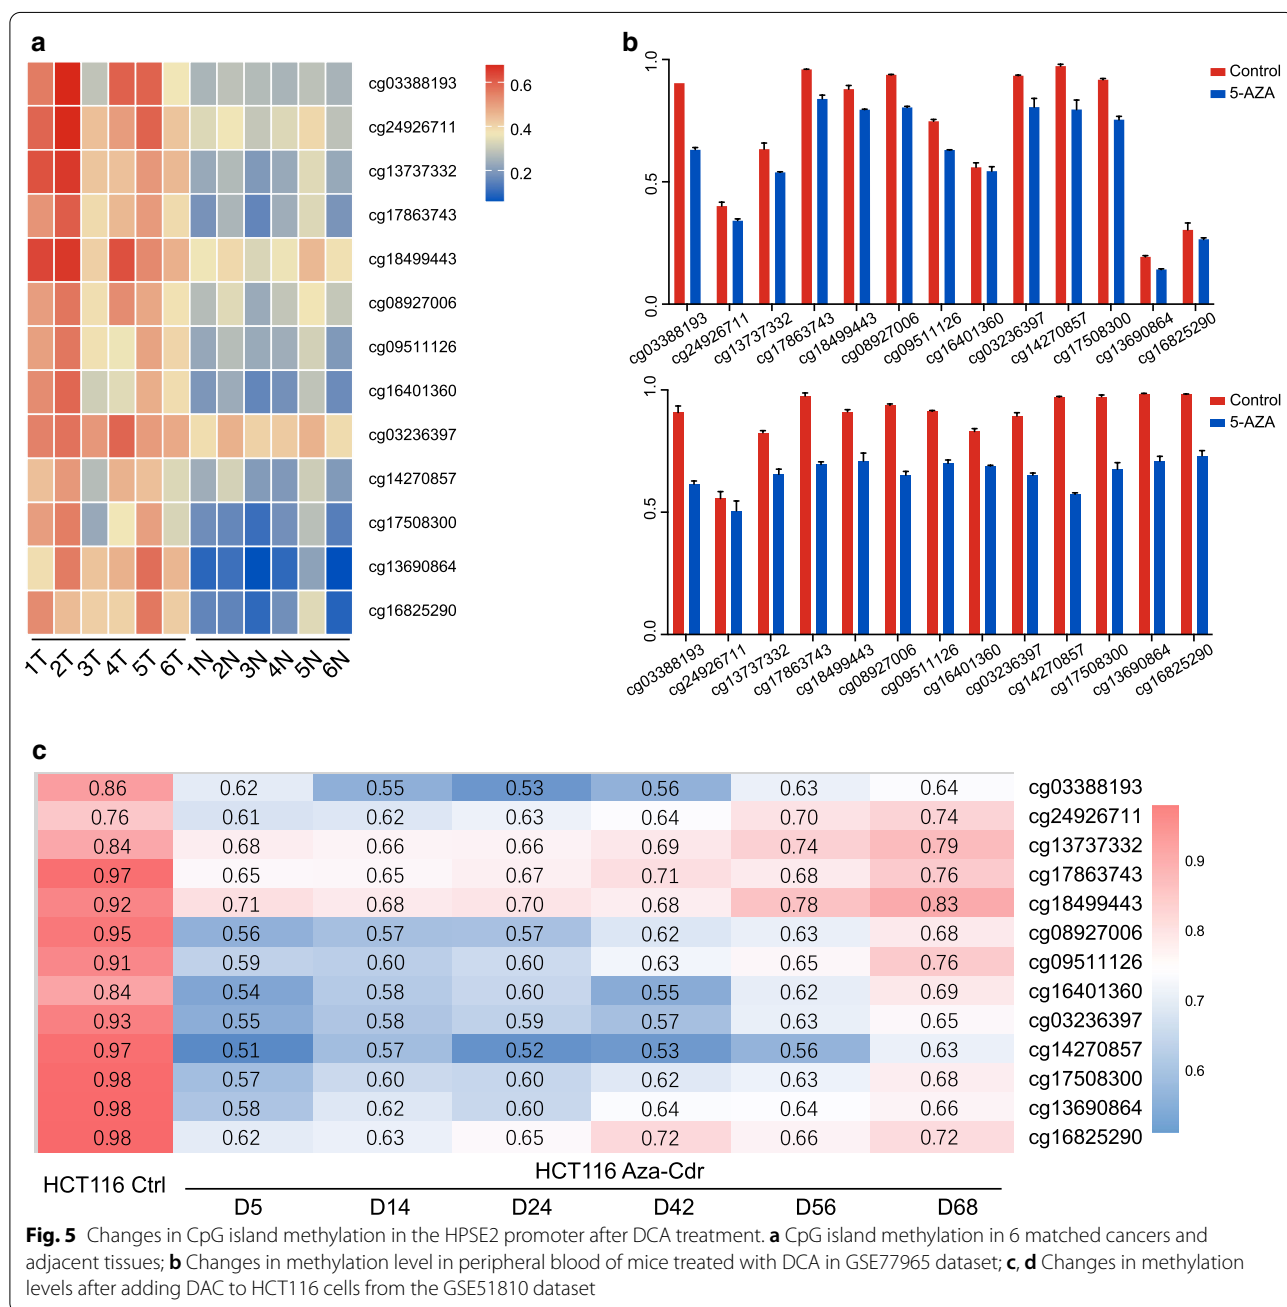 a
cg03388193
cg24926711
cg13737332
cg17863743
cg18499443
cg08927006
cg09511126
cg16401360
cg03236397
cg14270857
cg17508300
cg13690864
cg16825290
0.6
0.4
0.2
1T 2T 3T 4T 5T 6T 1N 2N 3N 4N 5N 6N
b
1.0
0.5
0.0
Control
5-AZA
cg03388193
cg24926711
cg13737332
cg17863743
cg18499443
cg08927006
cg09511126
cg16401360
cg03236397
cg14270857
cg17508300
cg13690864
cg16825290
1.0
0.5
0.0
Control
5-AZA
cg03388193
cg24926711
cg13737332
cg17863743
cg18499443
cg08927006
cg09511126
cg16401360
cg03236397
cg14270857
cg17508300
cg13690864
cg16825290
c
0.86 0.62 0.55 0.53 0.56 0.63 0.64 cg03388193
0.76 0.61 0.62 0.63 0.64 0.70 0.74 cg24926711
0.84 0.68 0.66 0.66 0.69 0.74 0.79 cg13737332
0.97 0.65 0.65 0.67 0.71 0.68 0.76 cg17863743
0.92 0.71 0.68 0.70 0.68 0.78 0.83 cg18499443
0.95 0.56 0.57 0.57 0.62 0.63 0.68 cg08927006
0.91 0.59 0.60 0.60 0.63 0.65 0.76 cg09511126
0.84 0.54 0.58 0.60 0.55 0.62 0.69 cg16401360
0.93 0.55 0.58 0.59 0.57 0.63 0.65 cg03236397
0.97 0.51 0.57 0.52 0.53 0.56 0.63 cg14270857
0.98 0.57 0.60 0.60 0.62 0.63 0.68 cg17508300
0.98 0.58 0.62 0.60 0.64 0.64 0.66 cg13690864
0.98 0.62 0.63 0.65 0.72 0.66 0.72 cg16825290
0.9
0.8
0.7
0.6
HCT116 Ctrl
HCT116 Aza-Cdr
D5 D14 D24 D42 D56 D68
Fig. 5 Changes in CpG island methylation in the HPSE2 promoter after DCA treatment. a CpG island methylation in 6 matched cancers and
adjacent tissues; b Changes in methylation level in peripheral blood of mice treated with DCA in GSE77965 dataset; c, d Changes in methylation
levels after adding DAC to HCT116 cells from the GSE51810 dataset